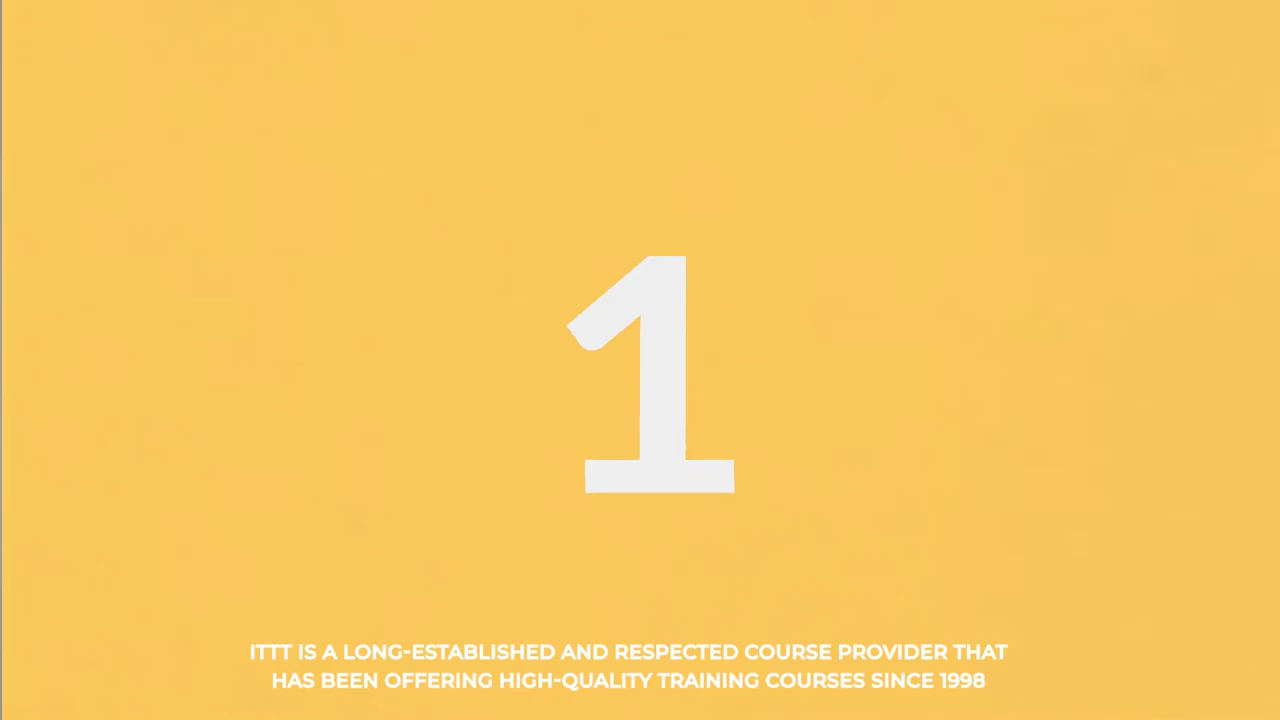 1
ITTT IS A LONG-ESTABLISHED AND RESPECTED COURSE PROVIDER THAT
HAS BEEN OFFERING HIGH-QUALITY TRAINING COURSES SINCE 1998